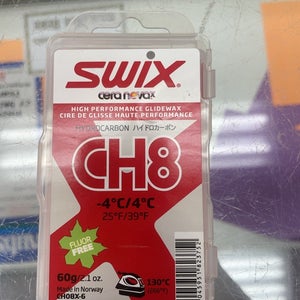 SWIX
cera nova X
HIGH PERFORMANCE GLIDEWAX
CIRE DE GLISSE HAUTE PERFORMANCE
HYDROCARBON ハイドロカーボン
CH8
-4°C/4°C
25°F/39°F
FLUOR
FREE
60g/2.1 oz.
Made in Norway
CH08X-6
130°C